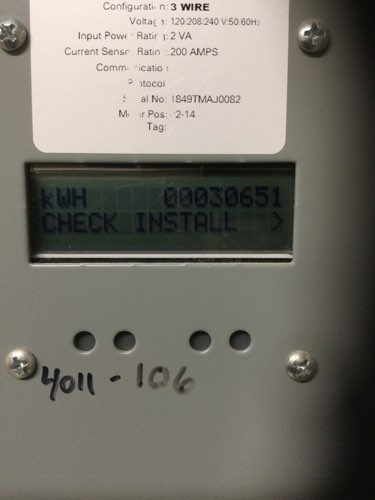 Configuration: 3 WIRE
Voltage: 120/208:240 V:50/60Hz
Input Power Rating: 2 VA
Current Sensor Rating: 200 AMPS
Communication
Protocol
Serial No: 1849TMAJ0082
Meter Pos: 2-14
Tag:
kWH 00030651
CHECK INSTALL >
4011-106